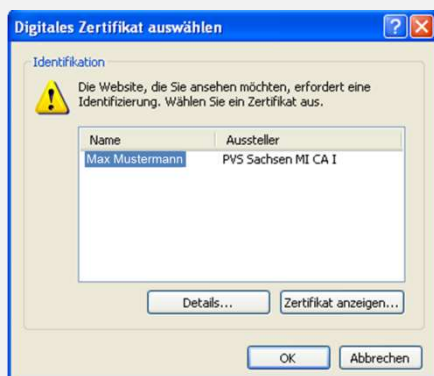 Digitales Zertifikat auswählen
Identifikation
Die Website, die Sie ansehen möchten, erfordert eine
Identifizierung. Wählen Sie ein Zertifikat aus.
Name Aussteller
Max Mustermann PVS Sachsen MI CA I
Details... Zertifikat anzeigen...
OK Abbrechen